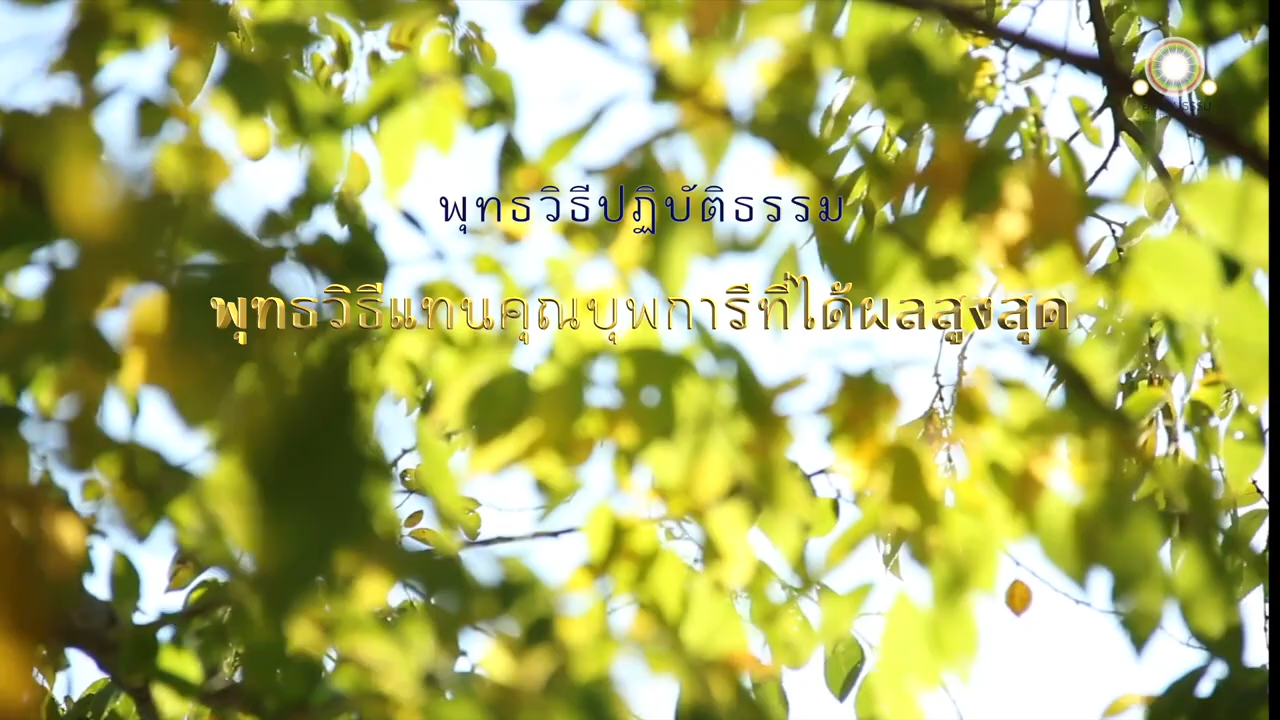 พุทธวิธีปฏิบัติธรรม
พุทธวิธีแทนคุณบุพการีที่ได้ผลสูงสุด